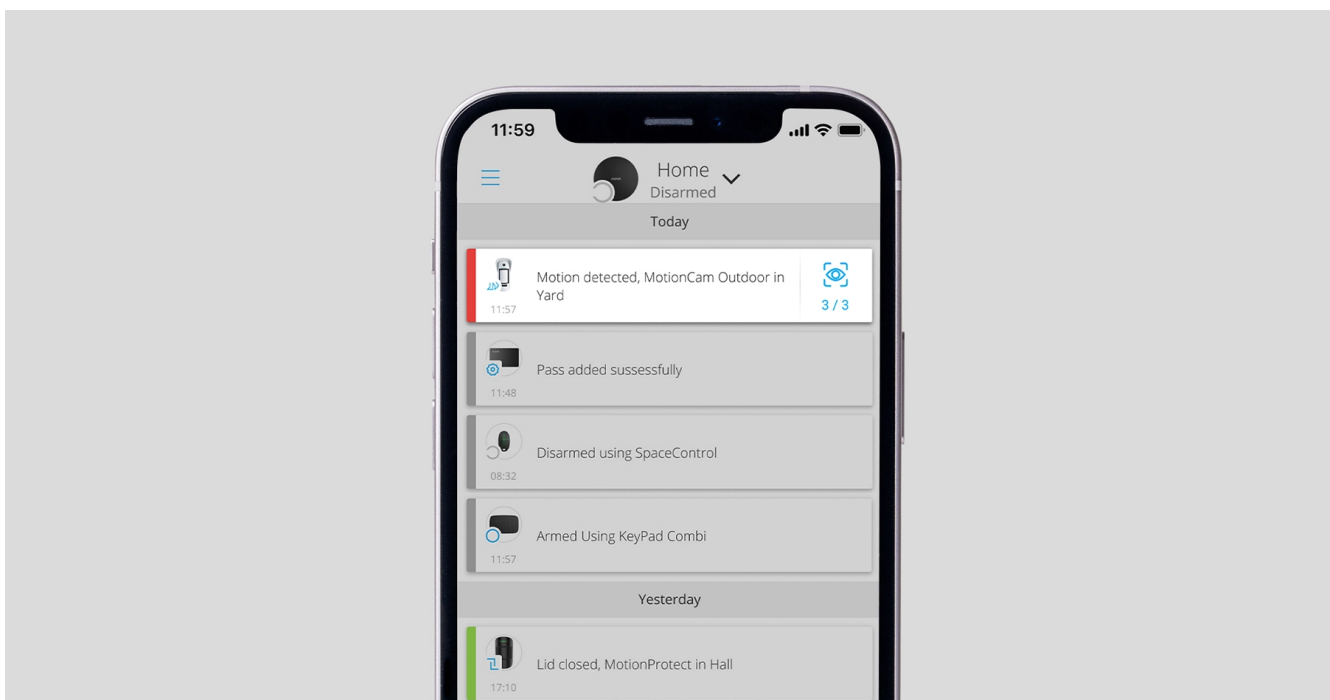 11:59
Home
Disarmed
Today
Motion detected, MotionCam Outdoor in
Yard
11:57
3 / 3
Pass added sussessfully
11:48
Disarmed using SpaceControl
08:32
Armed Using KeyPad Combi
11:57
Yesterday
Lid closed, MotionProtect in Hall
17:10